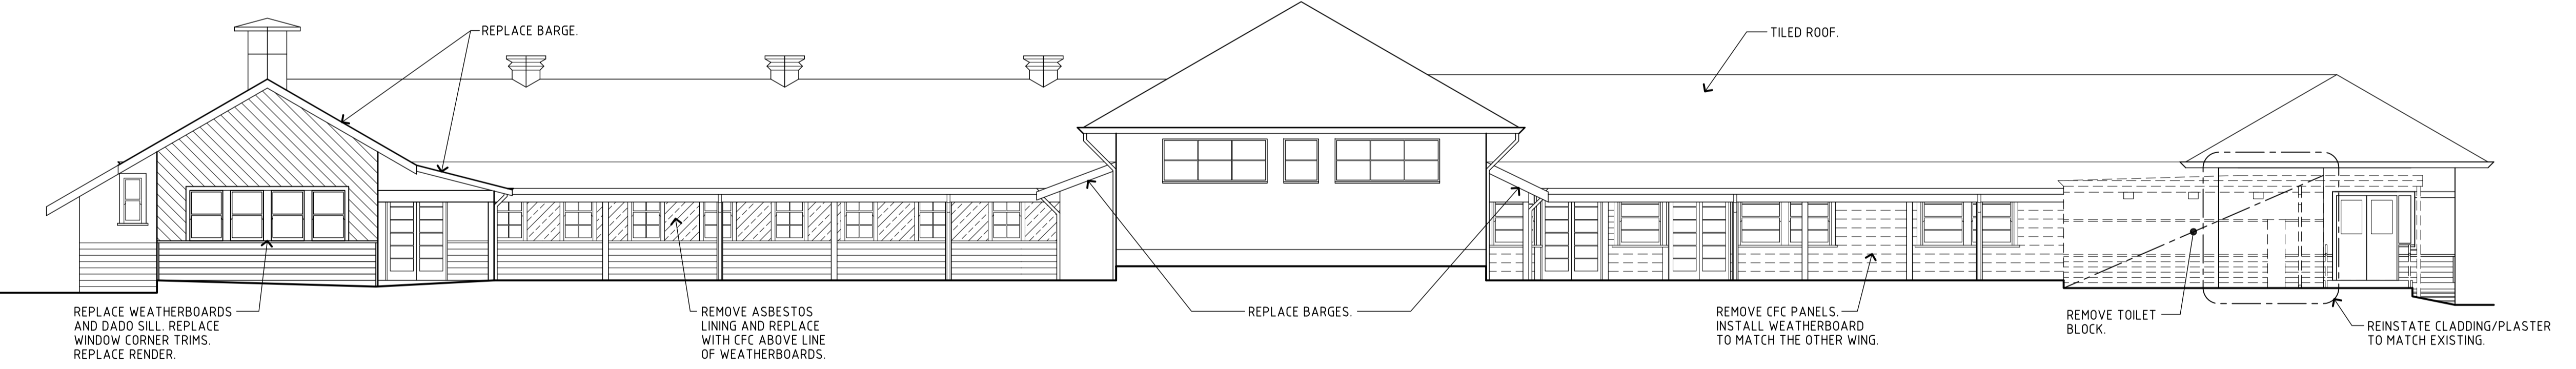 REPLACE BARGE.
TILED ROOF.
REPLACE WEATHERBOARDS
AND DADO SILL. REPLACE
WINDOW CORNER TRIMS.
REPLACE RENDER.
REMOVE ASBESTOS
LINING AND REPLACE
WITH CFC ABOVE LINE
OF WEATHERBOARDS.
REPLACE BARGES.
REMOVE CFC PANELS.
INSTALL WEATHERBOARD
TO MATCH THE OTHER WING.
REMOVE TOILET
BLOCK.
REINSTATE CLADDING/PLASTER
TO MATCH EXISTING.